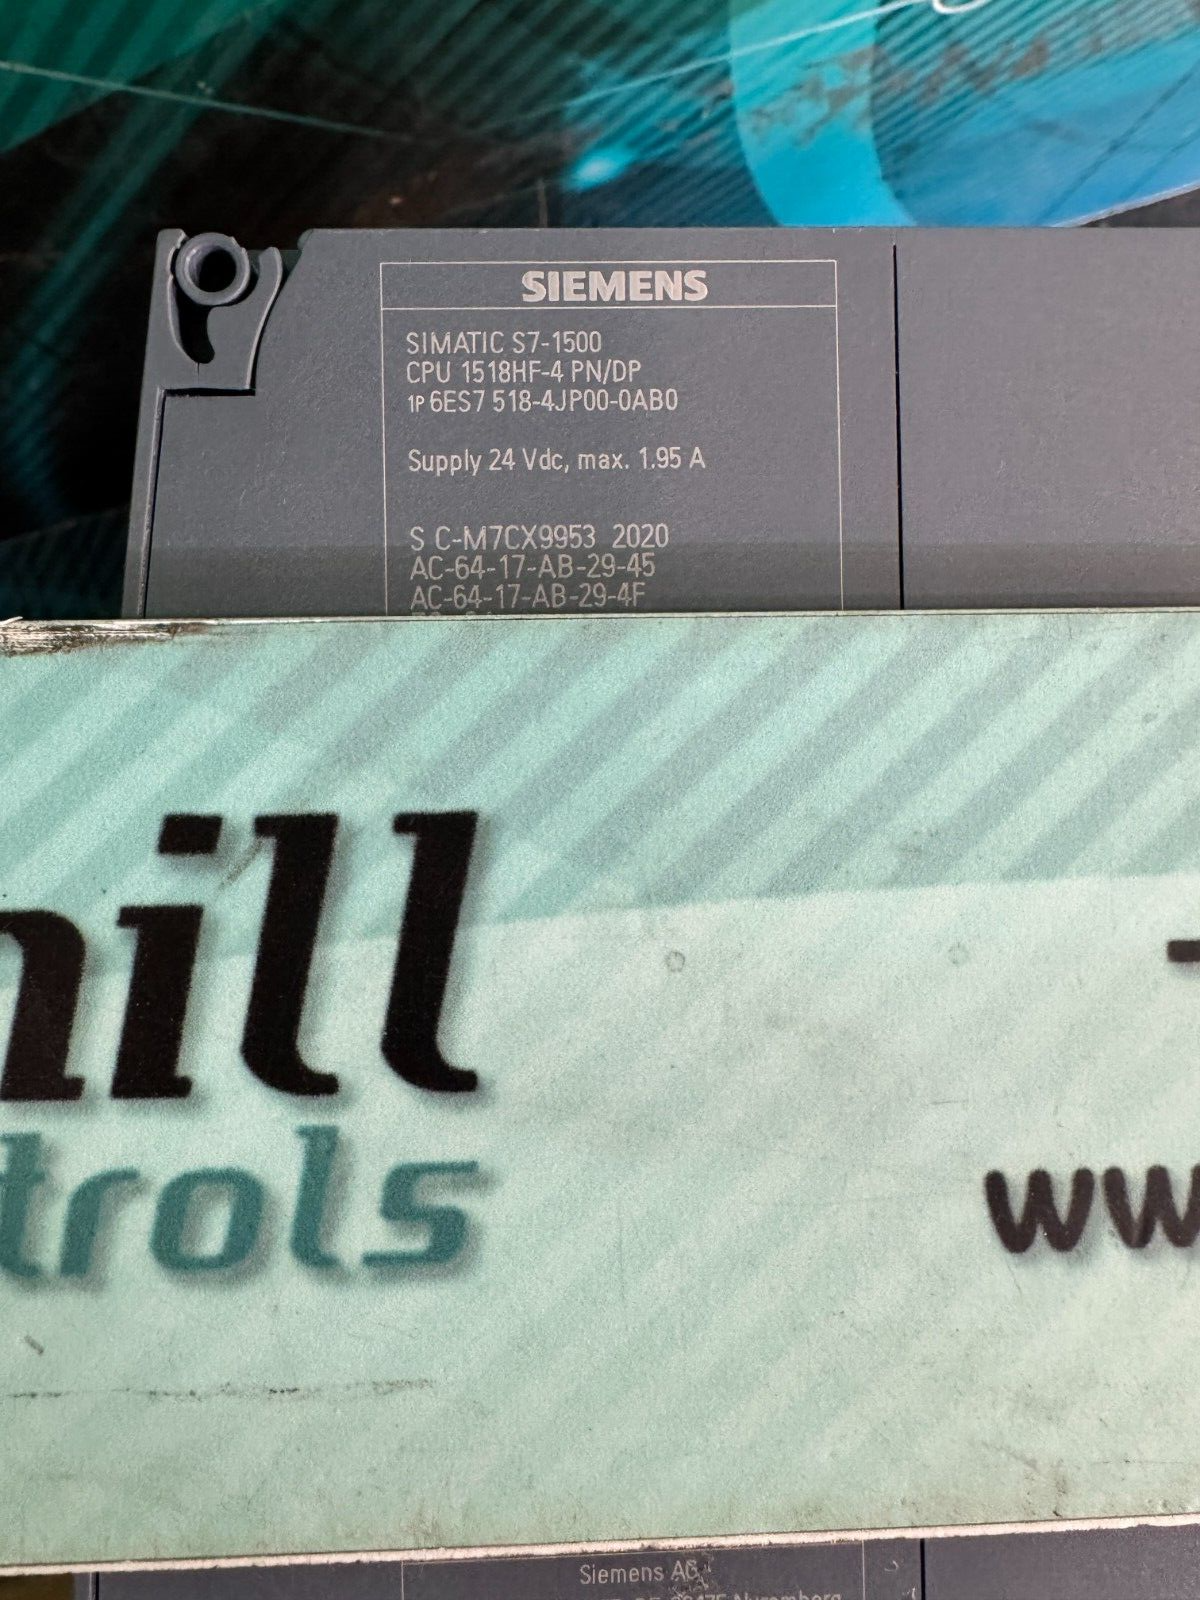 SIEMENS
SIMATIC S7-1500
CPU 1518HF-4 PN/DP
1P 6ES7 518-4JP00-0AB0
Supply 24 Vdc, max. 1.95 A
S C-M7CX9953 2020
AC-64-17-AB-29-45
AC-64-17-AB-29-4F
ill
trols
ww
Siemens AG
Nuremberg